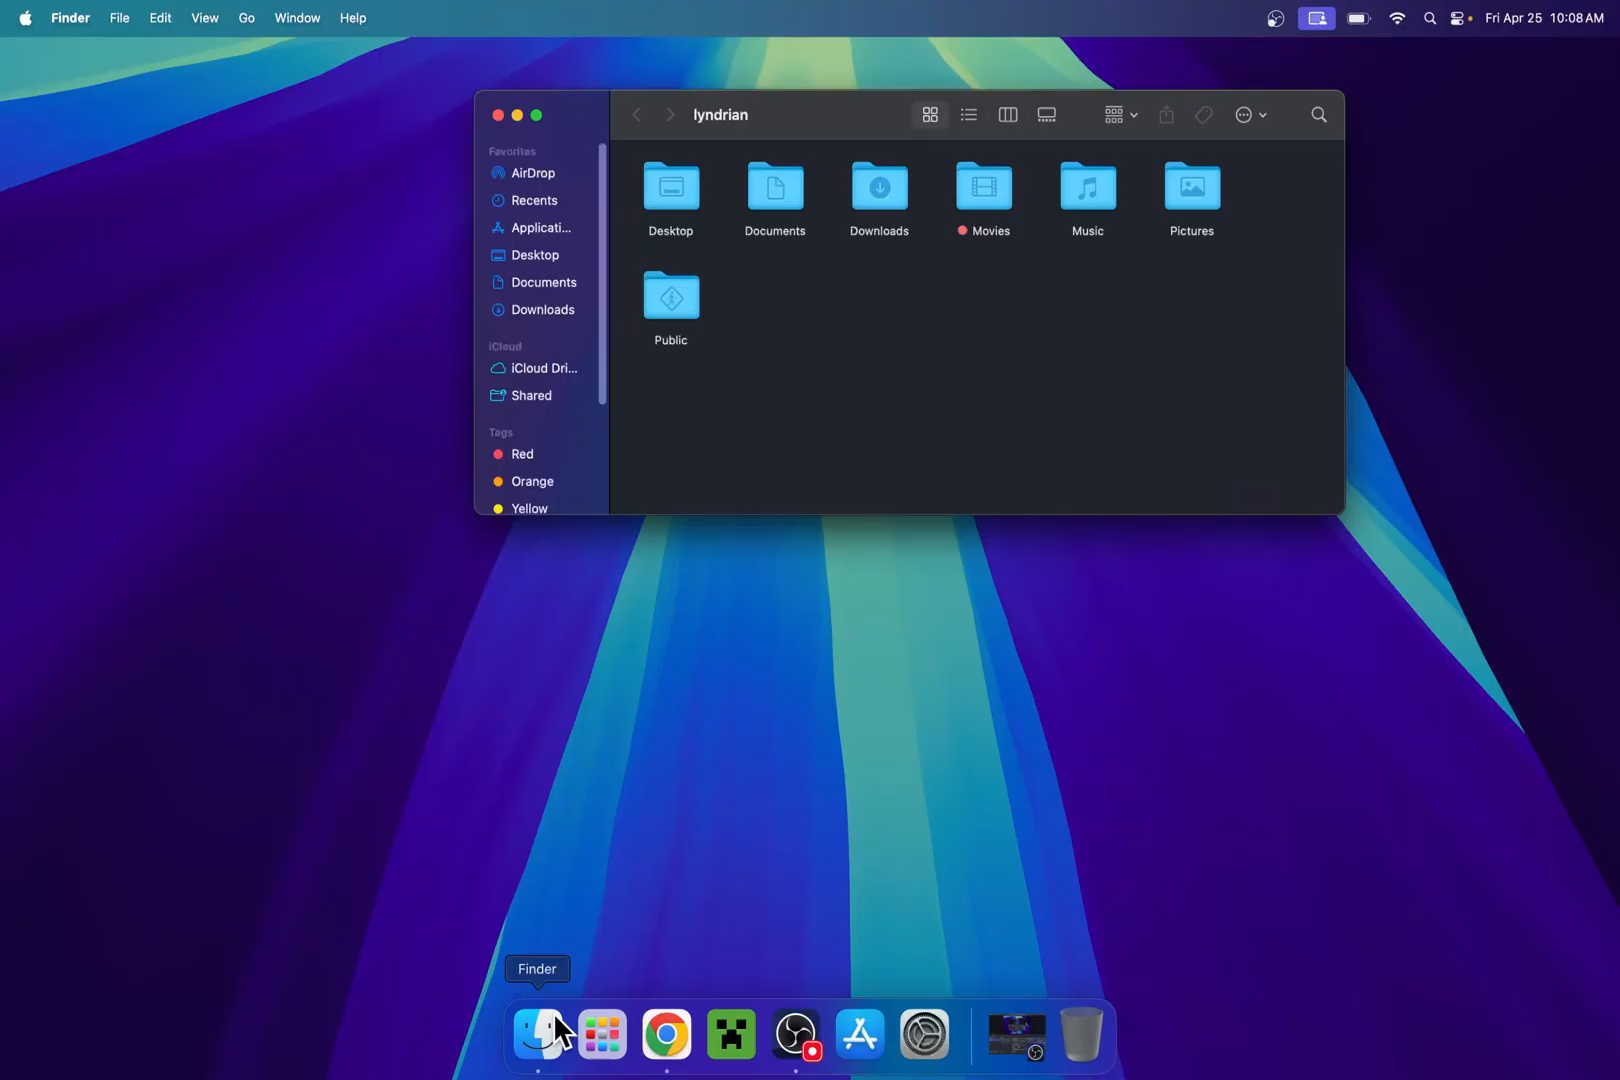 Finder File Edit View Go Window Help Fri Apr 25 10:08 AM
lyndrian
Favorites
AirDrop
Recents
Applicati...
Desktop
Documents
Downloads
iCloud
iCloud Dri...
Shared
Tags
Red
Orange
Yellow
Desktop Documents Downloads Movies Music Pictures
Public
Finder